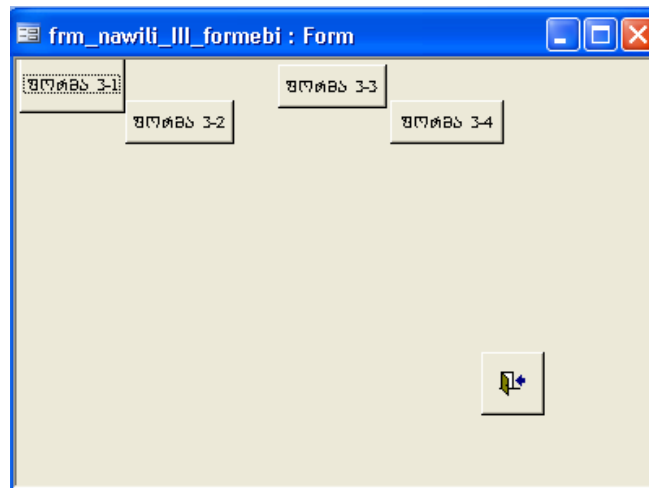 frm_nawili_III_formebi : Form
ფორმა 3-1
ფორმა 3-3
ფორმა 3-2
ფორმა 3-4